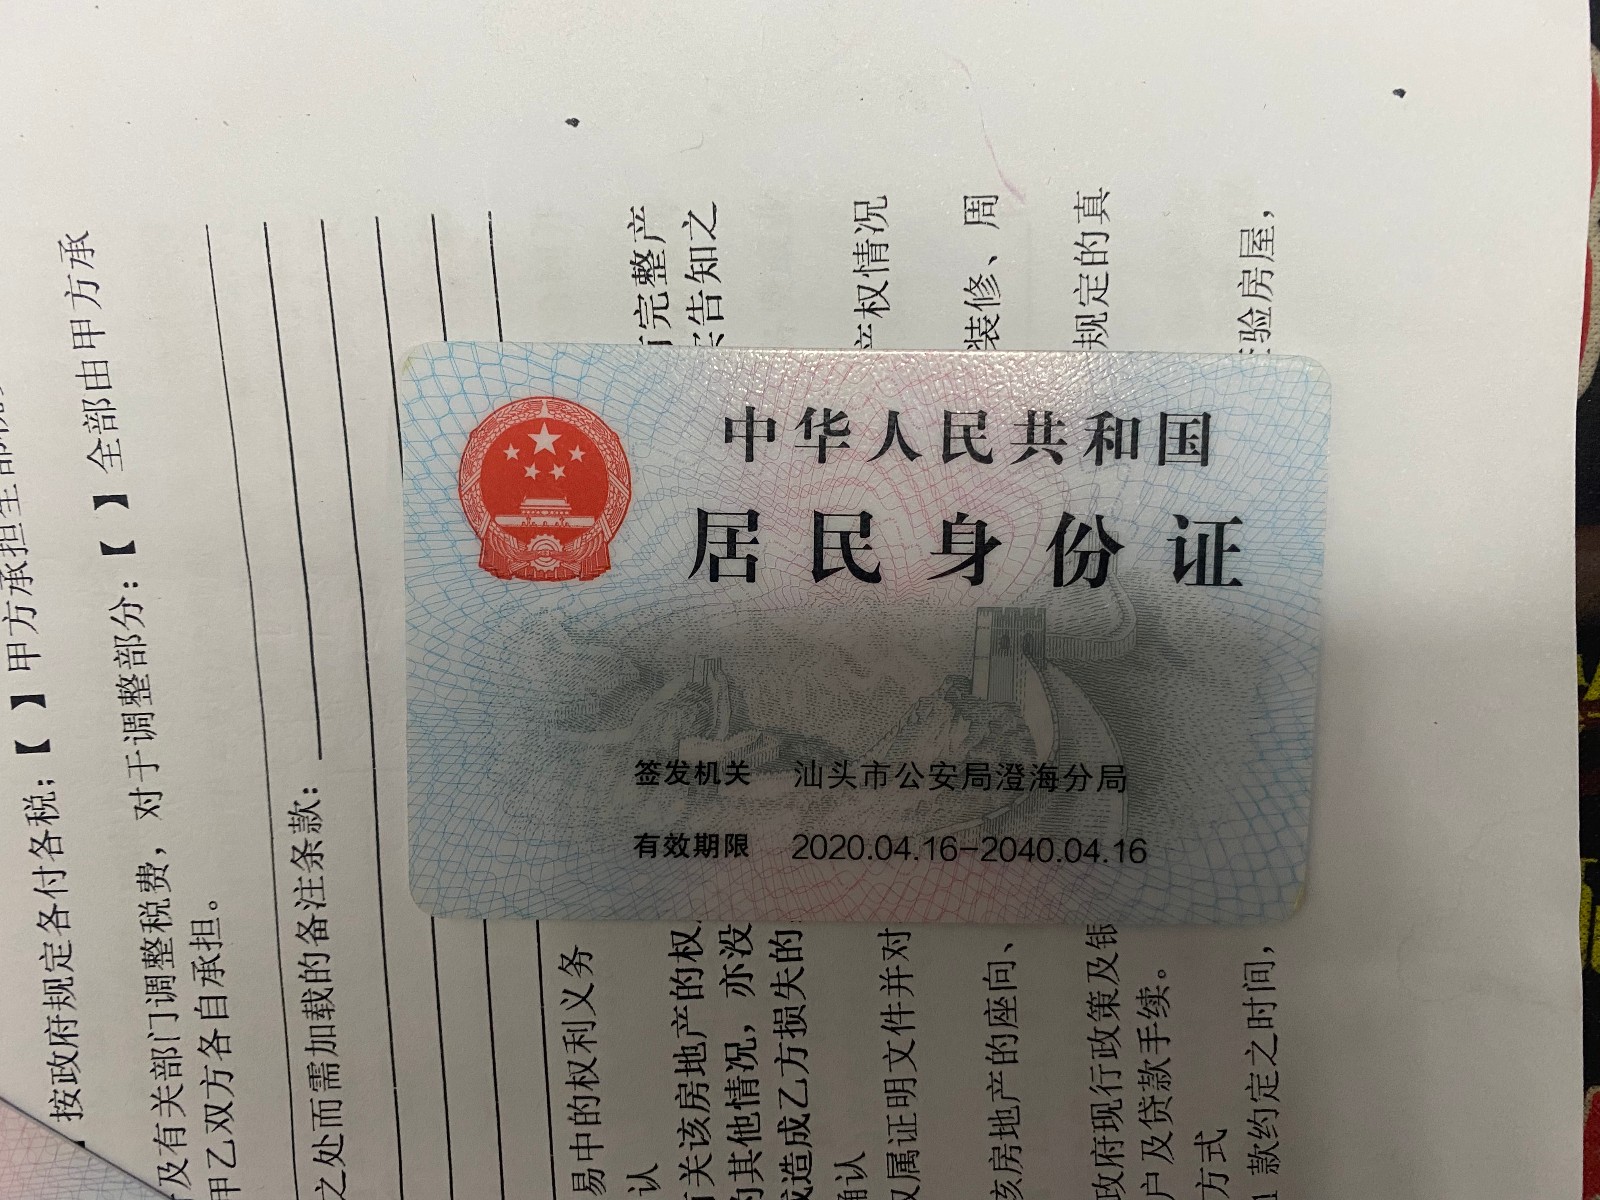 中华人民共和国
居民身份证
签发机关 汕头市公安局澄海分局
有效期限 2020.04.16-2040.04.16
按政府规定各付各税；【 】甲方承担全部
及有关部门调整税费，对于调整部分：【 】全部由甲方承
甲乙双方各自承担。
之处而需加载的备注条款：
易中的权利义务
认
关该房地产的权
有完整产
的其他情况，亦没
实告知之
成造成乙方损失的
确认
权属证明文件并对
产权情况
该房地产的座向、
装修、周
政府现行政策及银
规定的真
户及贷款手续。
方式
1 款约定之时间，
验房屋，